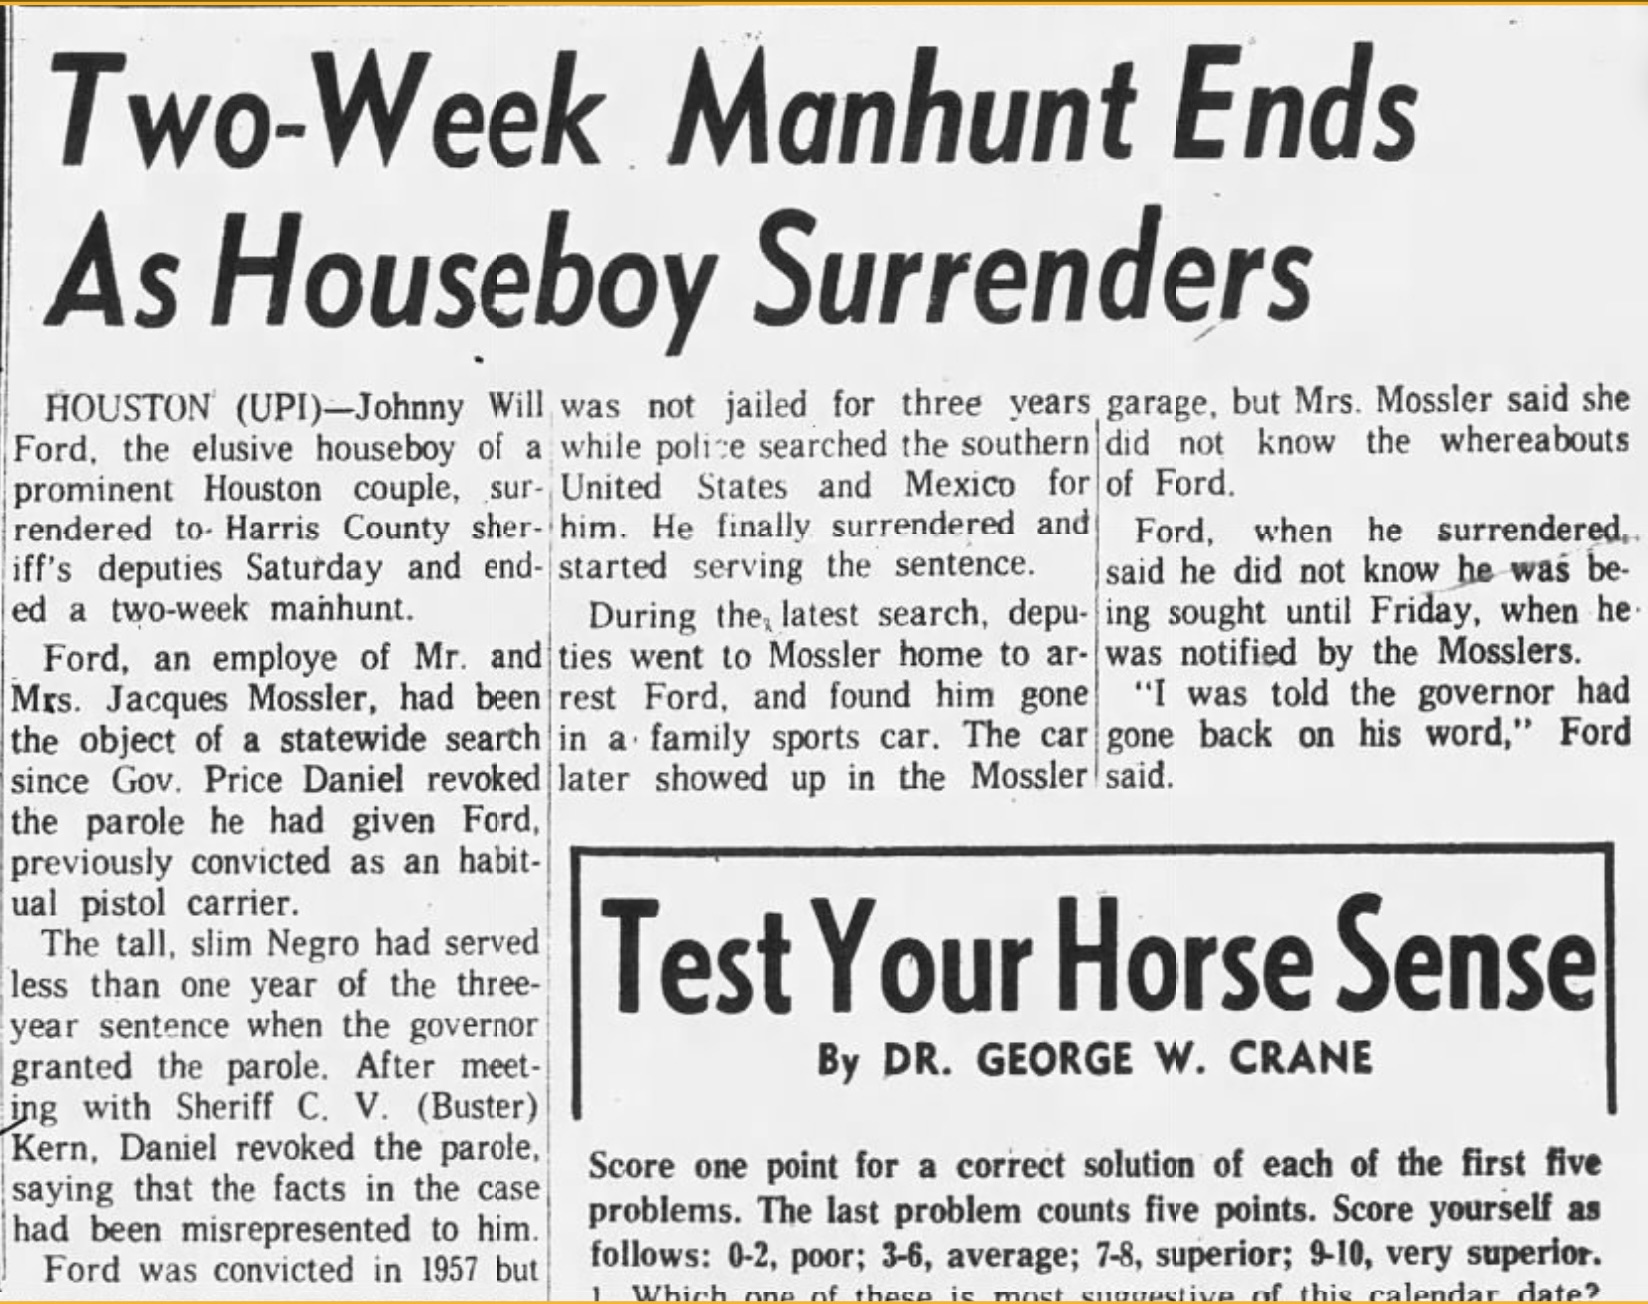 Two-Week Manhunt Ends
As Houseboy Surrenders
HOUSTON (UPI)—Johnny Will
Ford, the elusive houseboy of a
prominent Houston couple, sur-
rendered to Harris County sher-
iff's deputies Saturday and end-
ed a two-week manhunt.
Ford, an employe of Mr. and
Mrs. Jacques Mossler, had been
the object of a statewide search
since Gov. Price Daniel revoked
the parole he had given Ford,
previously convicted as an habit-
ual pistol carrier.
The tall, slim Negro had served
less than one year of the three-
year sentence when the governor
granted the parole. After meet-
ing with Sheriff C. V. (Buster)
Kern, Daniel revoked the parole,
saying that the facts in the case
had been misrepresented to him.
Ford was convicted in 1957 but
was not jailed for three years
while police searched the southern
United States and Mexico for
him. He finally surrendered and
started serving the sentence.
During the latest search, depu-
ties went to Mossler home to ar-
rest Ford, and found him gone
in a family sports car. The car
later showed up in the Mossler
garage, but Mrs. Mossler said she
did not know the whereabouts
of Ford.
Ford, when he surrendered,
said he did not know he was be-
ing sought until Friday, when he
was notified by the Mosslers.
"I was told the governor had
gone back on his word," Ford
said.
Test Your Horse Sense
By DR. GEORGE W. CRANE
Score one point for a correct solution of each of the first five
problems. The last problem counts five points. Score yourself as
follows: 0-2, poor; 3-6, average; 7-8, superior; 9-10, very superior.
1. Which one of these is most suggestive of this calendar date?